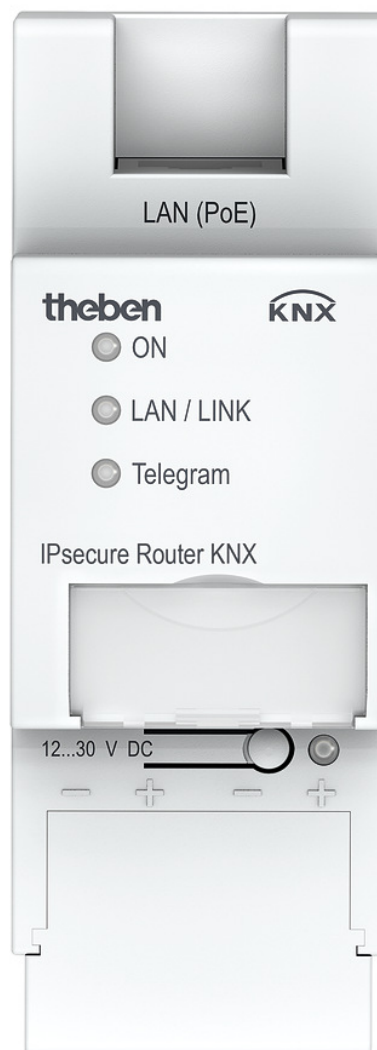 LAN (PoE)
theben KNX
ON
LAN / LINK
Telegram
IPsecure Router KNX
12...30 V DC
− + − +